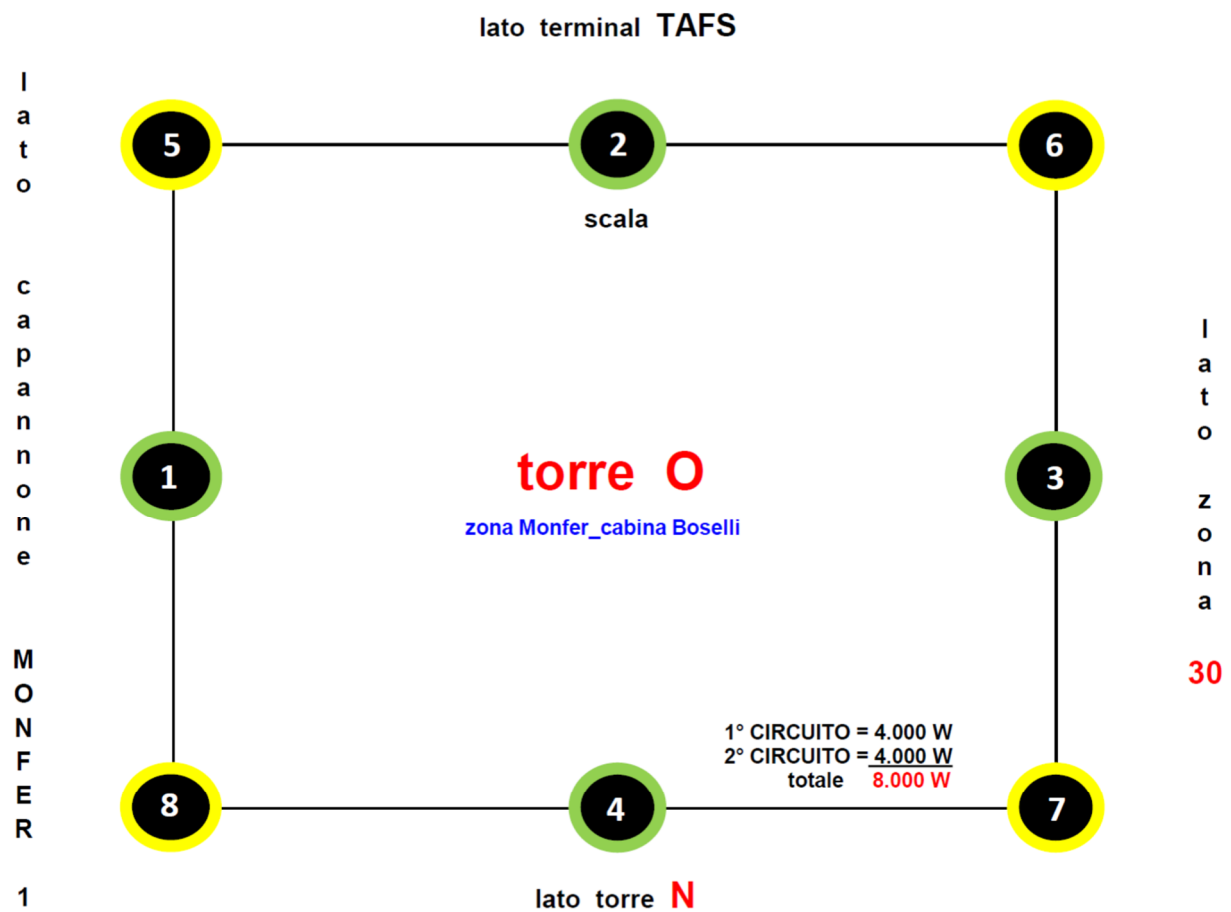 lato terminal TAFS
lato capannone MONFER 1
5
2
6
scala
lato zona 30
1
torre O
3
zona Monfer_cabina Boselli
1° CIRCUITO = 4.000 W
2° CIRCUITO = 4.000 W
totale 8.000 W
8
4
7
lato torre N